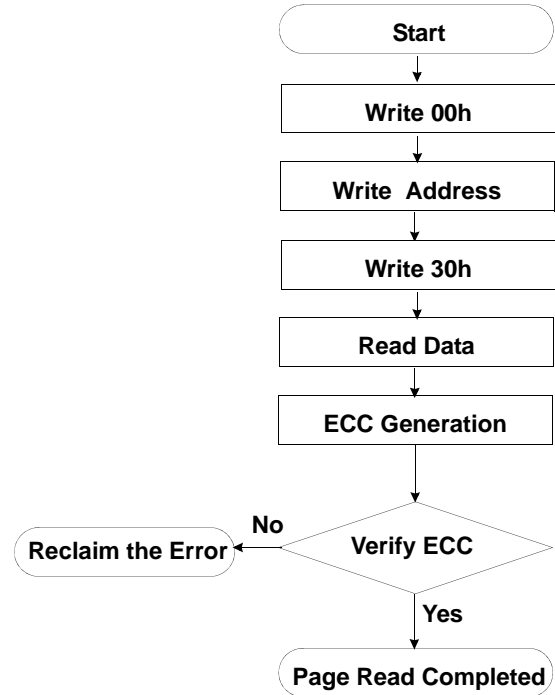 Start
Write 00h
Write Address
Write 30h
Read Data
ECC Generation
No
Reclaim the Error
Verify ECC
Yes
Page Read Completed